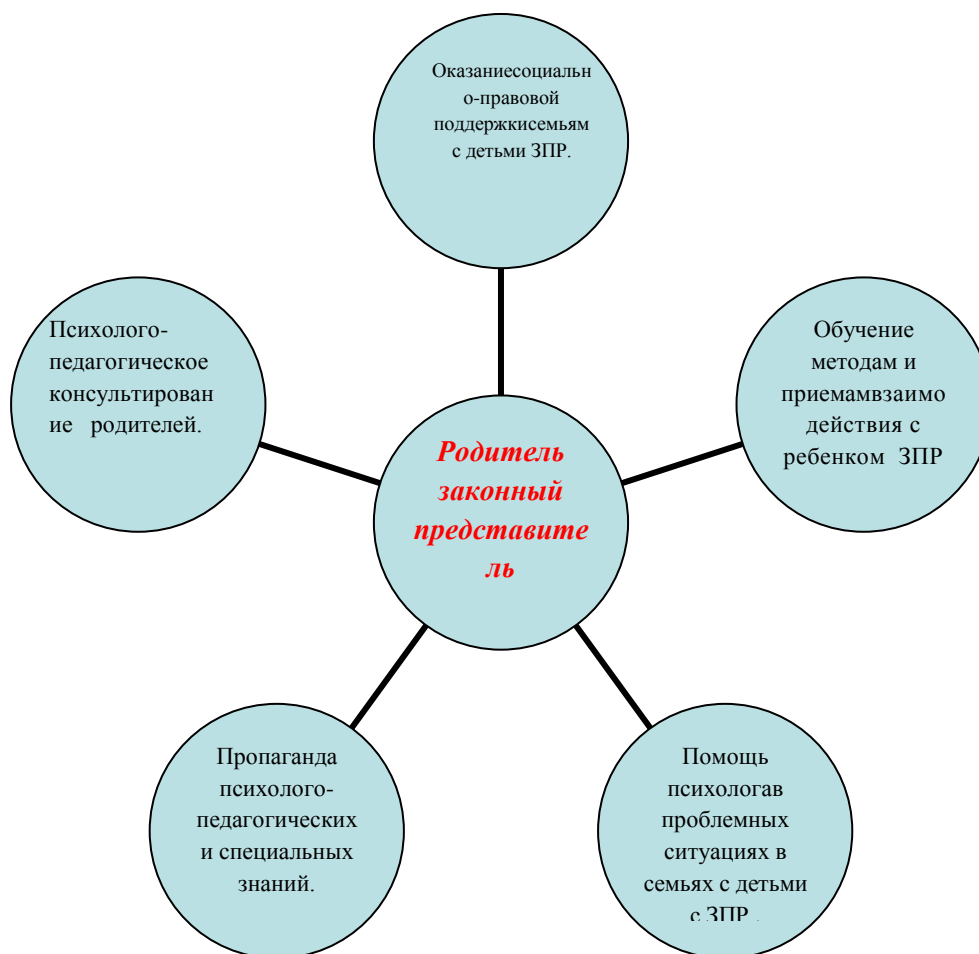 Оказаниесоциальн
о-правовой
поддержкисемьям
с детьми ЗПР.
Психолого-
педагогическое
консультирован
ие родителей.
Обучение
методам и
приемамвзаимо
действия с
ребенком ЗПР
Родитель
законный
представите
ль
Пропаганда
психолого-
педагогических
и специальных
знаний.
Помощь
психологав
проблемных
ситуациях в
семьях с детьми
с ЗПР .